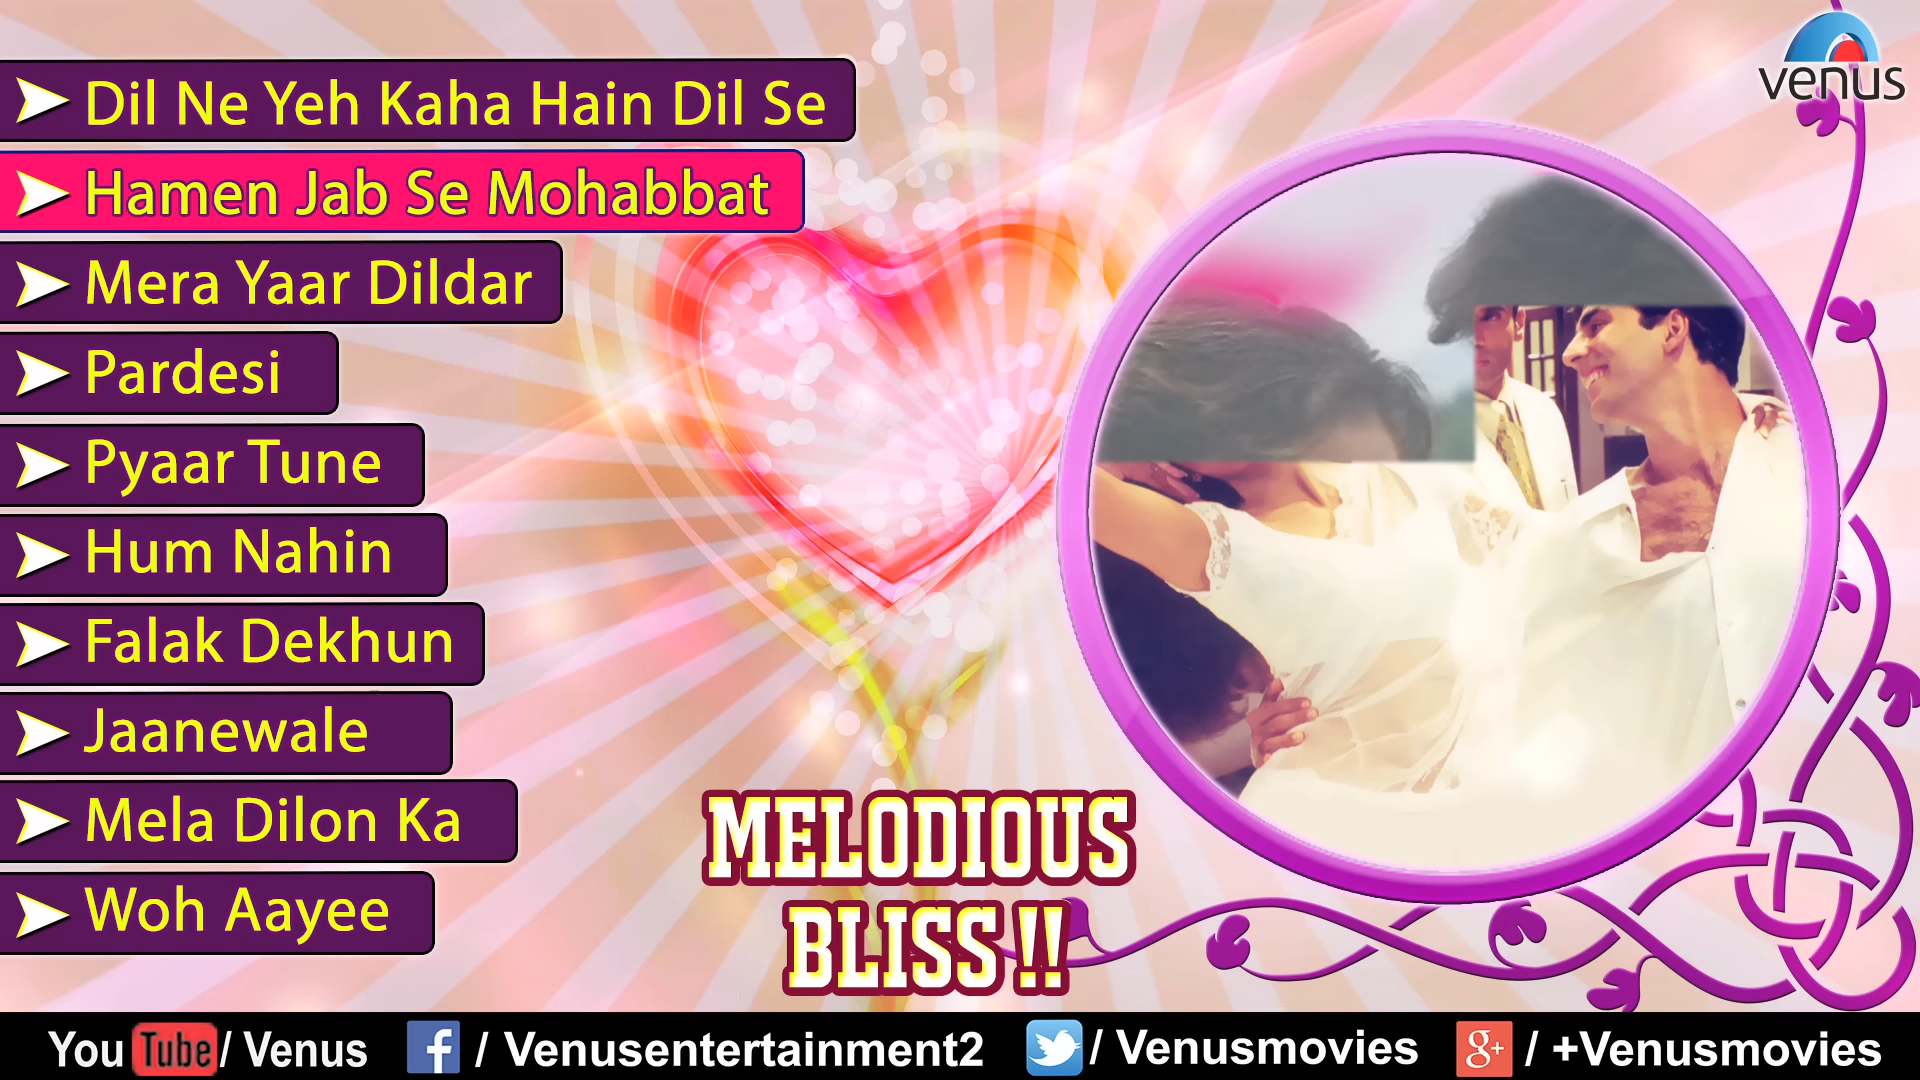 Dil Ne Yeh Kaha Hain Dil Se
Hamen Jab Se Mohabbat
Mera Yaar Dildar
Pardesi
Pyaar Tune
Hum Nahin
Falak Dekhun
Jaanewale
Mela Dilon Ka
Woh Aayee
venus
MELODIOUS
BLISS !!
You Tube / Venus f / Venusentertainment2 / Venusmovies g+ / +Venusmovies